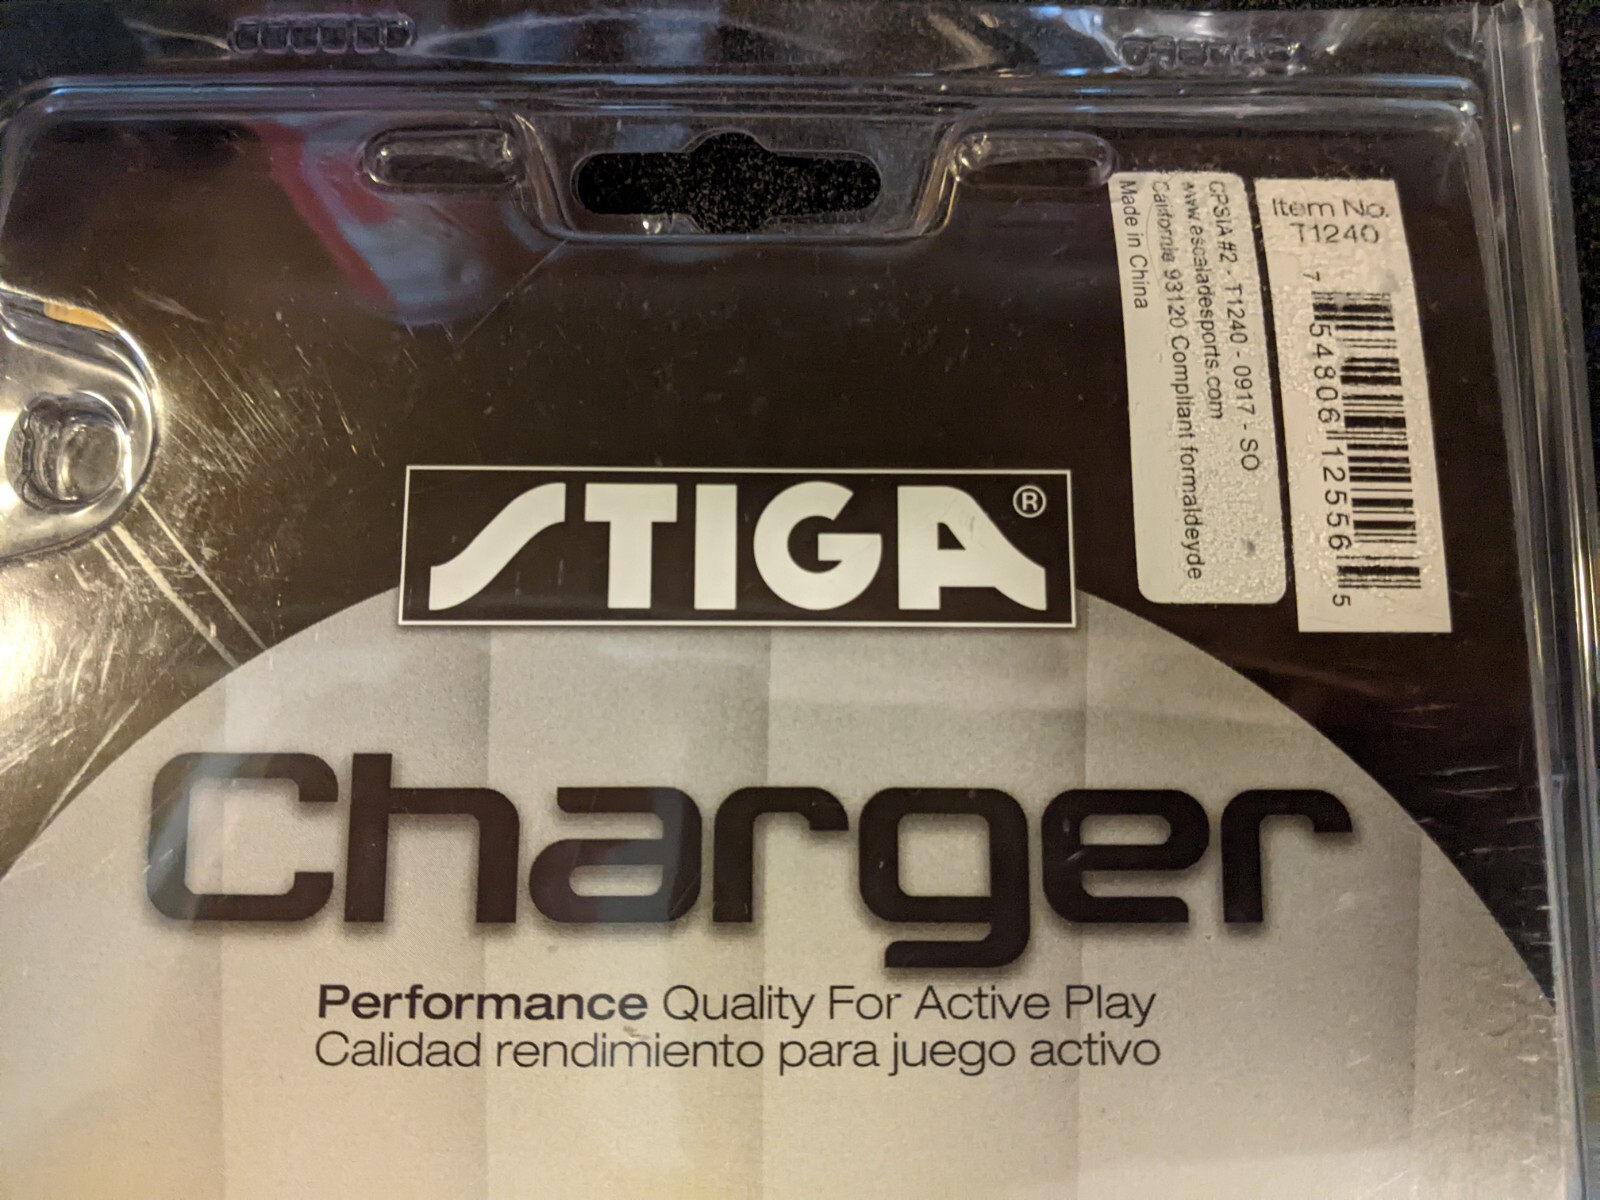 Item No.
T1240
7 54806 12556 5
CPSIA #2 - T1240 - 0917 - SO
www.escaladesports.com
California 93120 Compliant formaldeyde
Made in China
STIGA®
Charger
Performance Quality For Active Play
Calidad rendimiento para juego activo